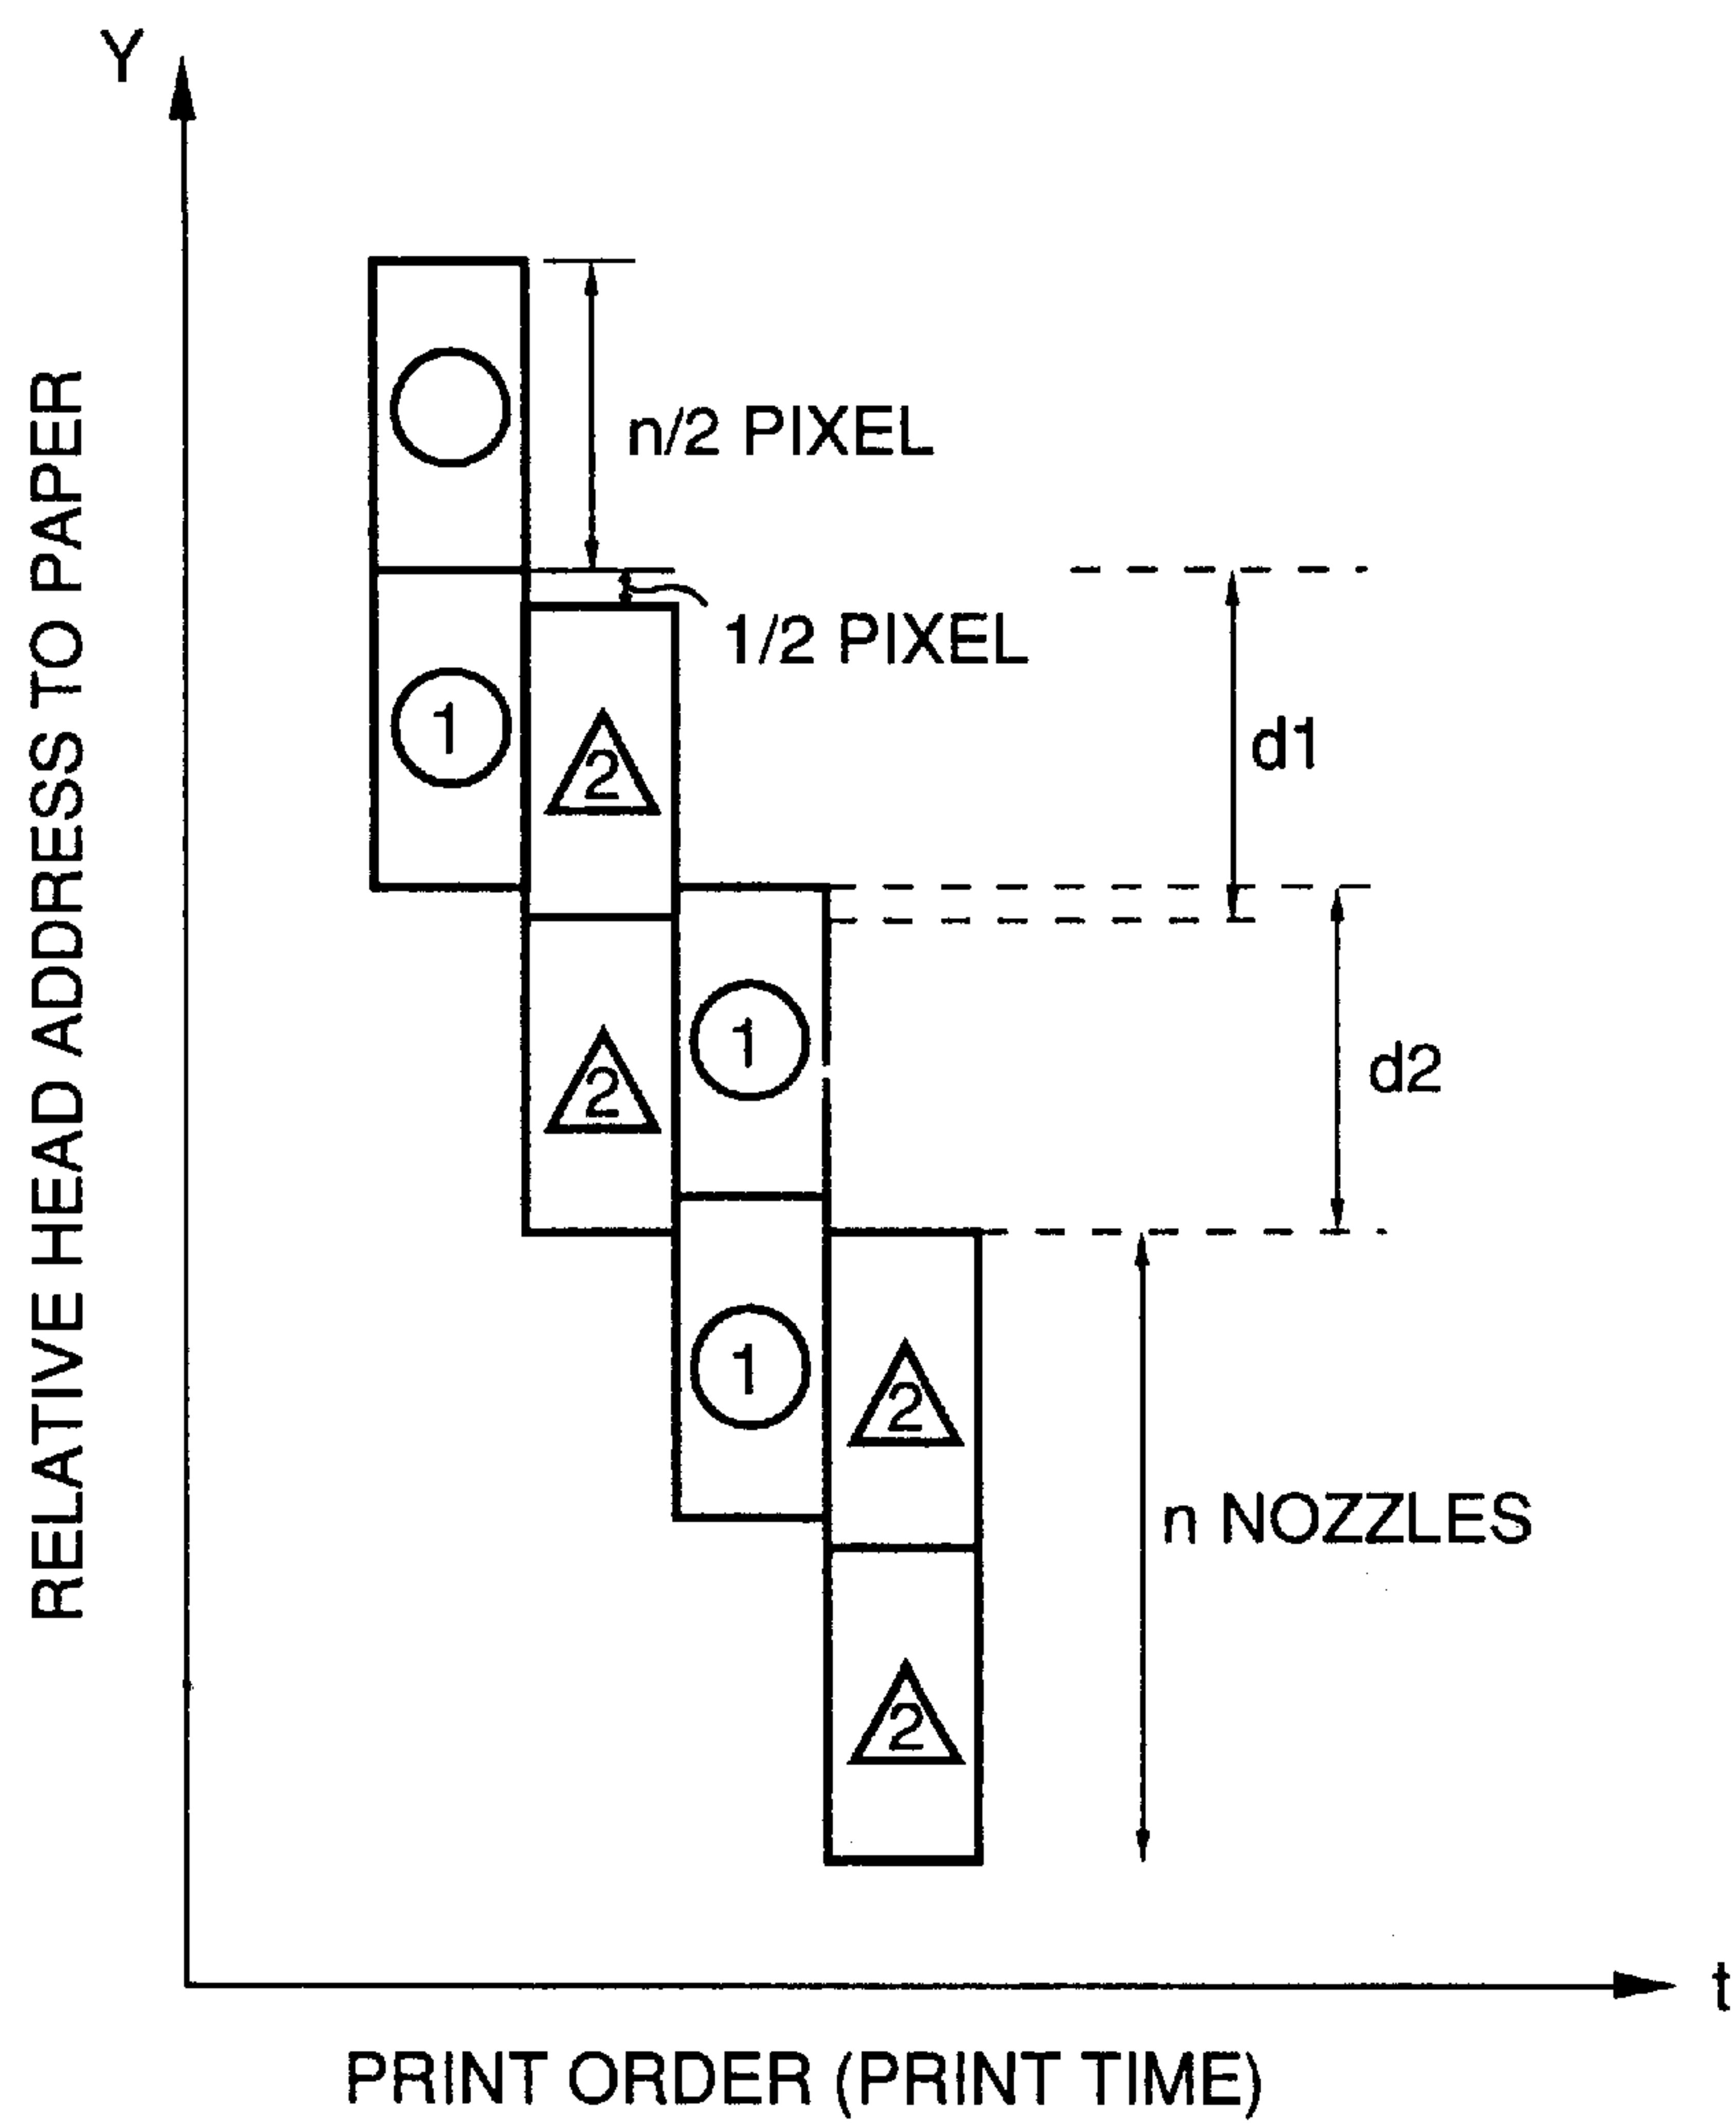 Y
RELATIVE HEAD ADDRESS TO PAPER
n/2 PIXEL
1/2 PIXEL
1
2
d1
2
1
d2
1
2
n NOZZLES
2
t
PRINT ORDER (PRINT TIME)